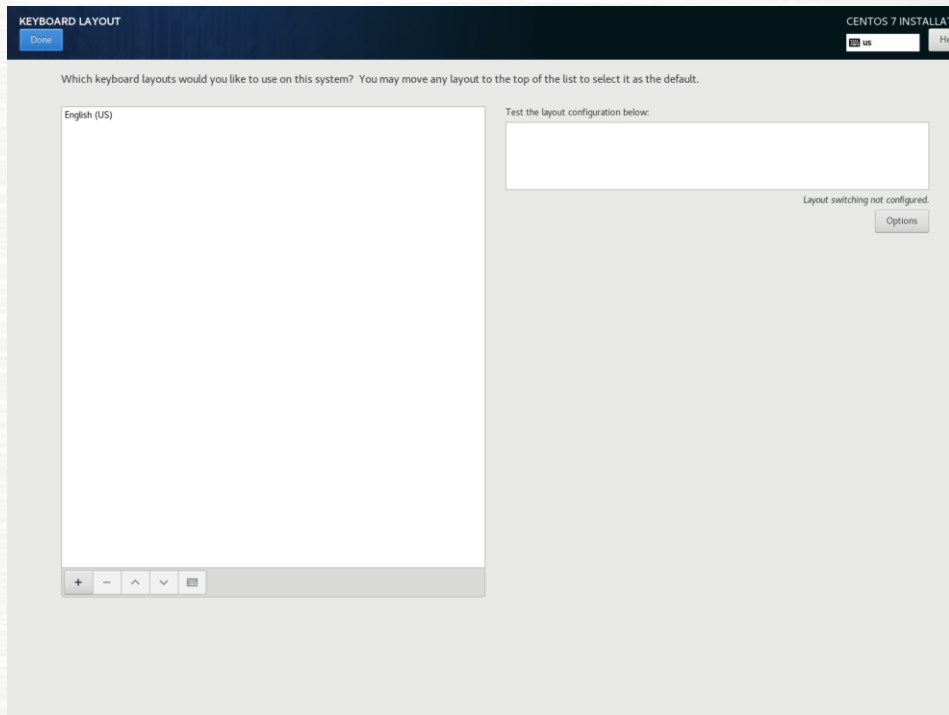 KEYBOARD LAYOUT
CENTOS 7 INSTALLAT
Done
us
He
Which keyboard layouts would you like to use on this system? You may move any layout to the top of the list to select it as the default.
English (US)
Test the layout configuration below:
Layout switching not configured.
Options